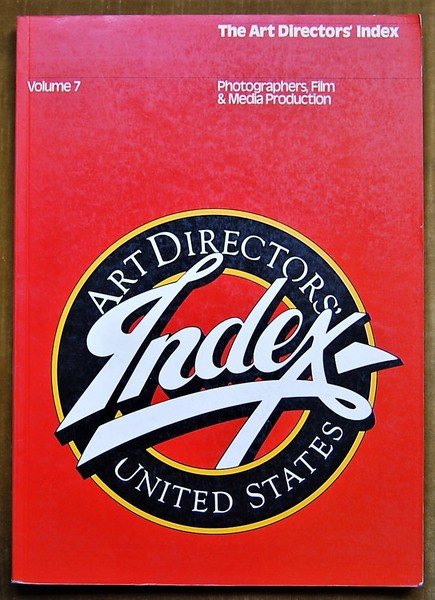 The Art Directors' Index
Volume 7
Photographers, Film
& Media Production
ART DIRECTORS'
Index
UNITED STATES